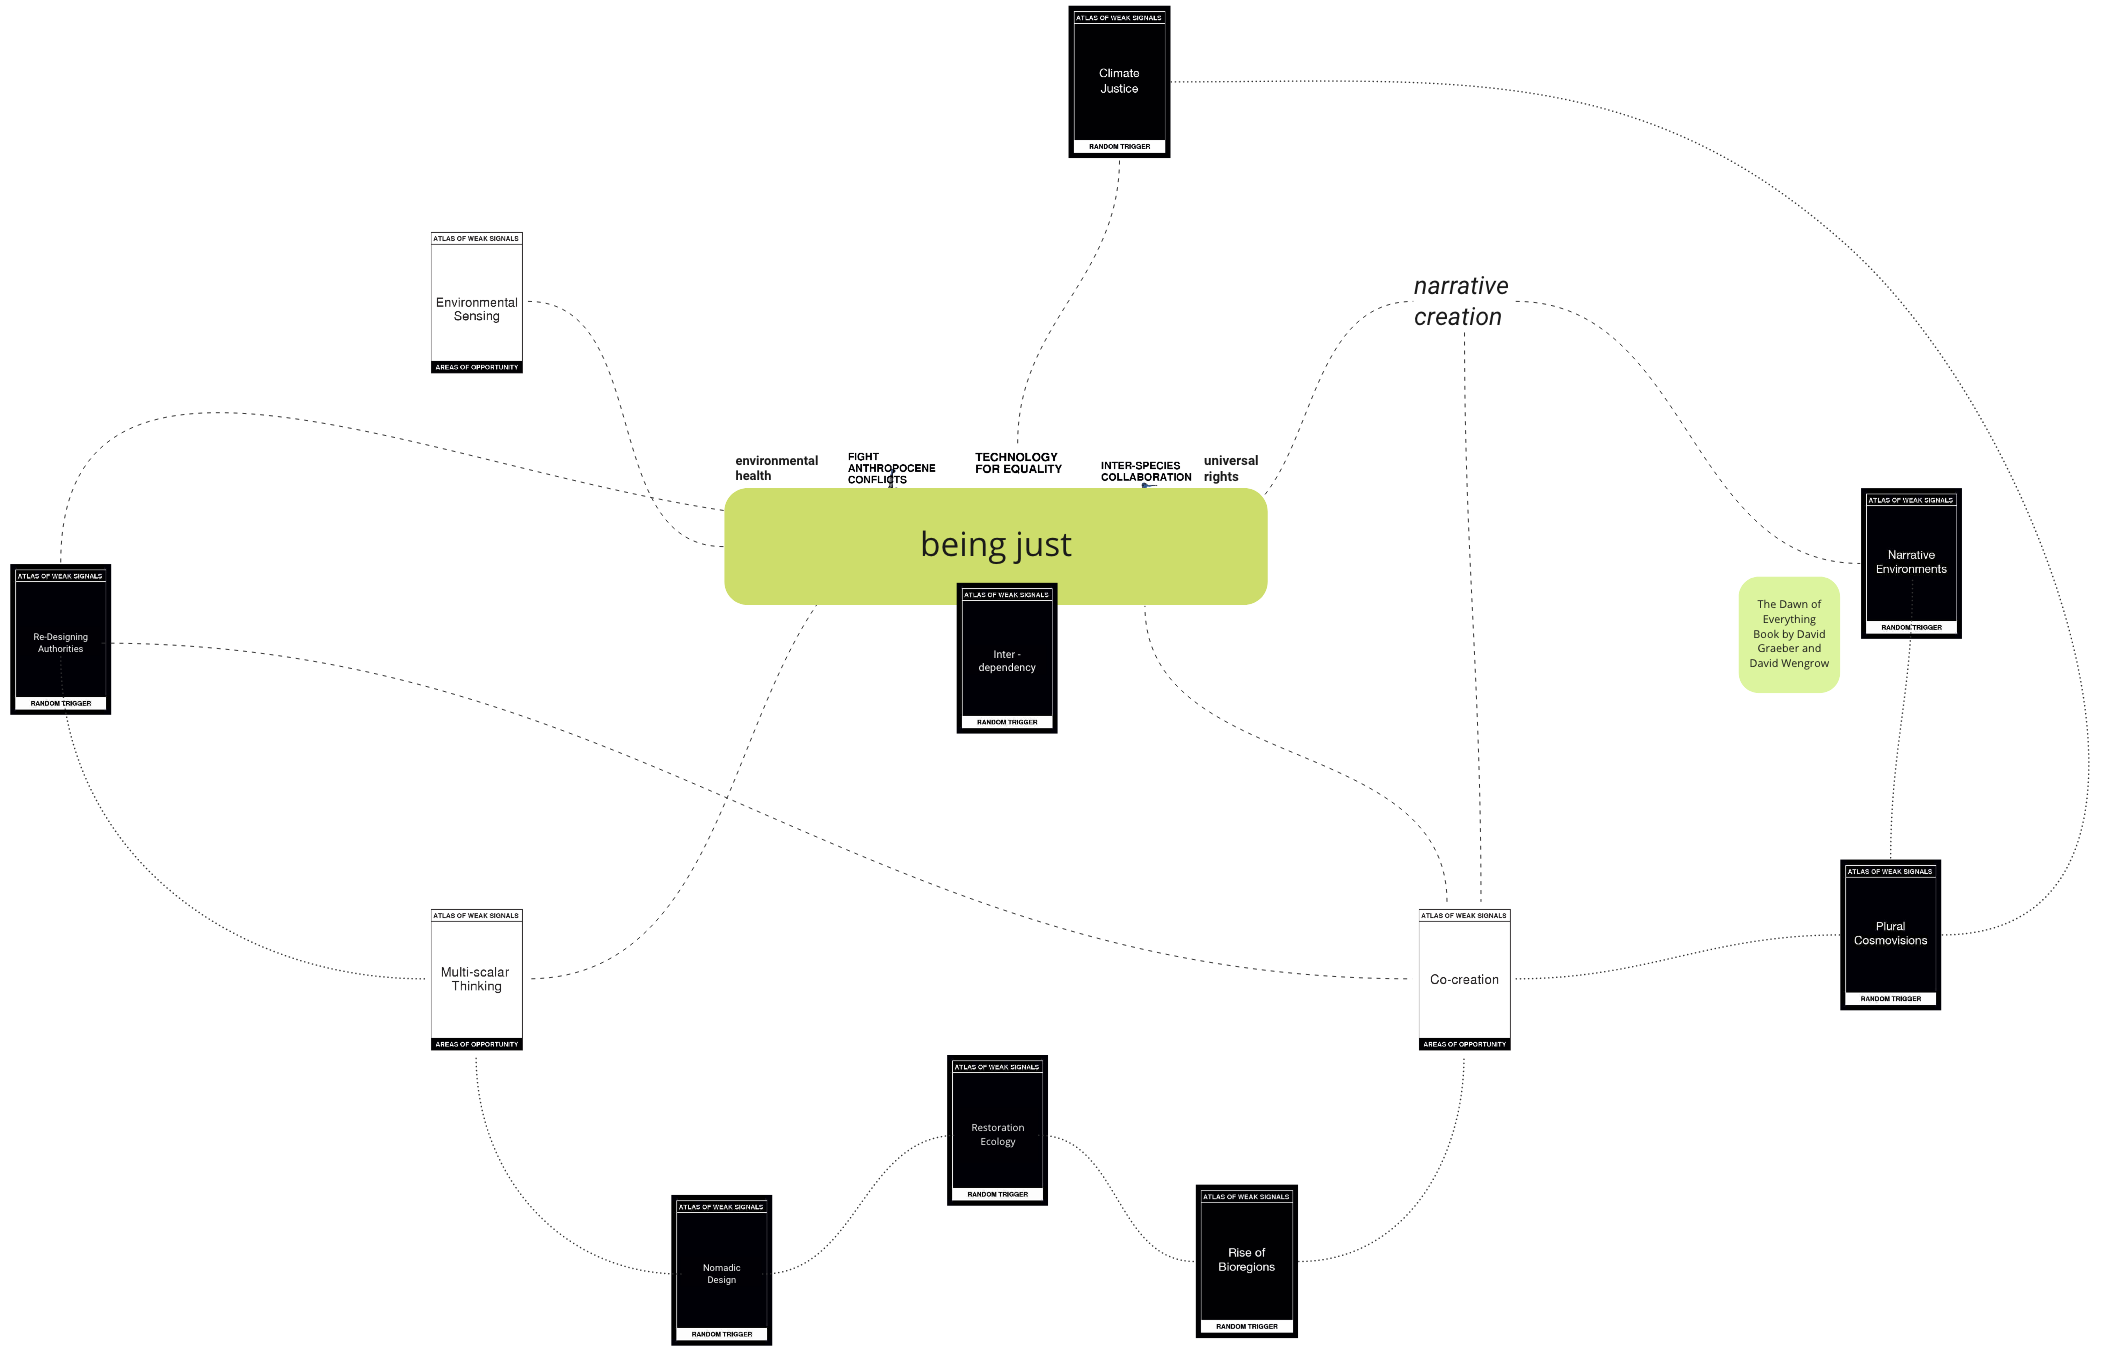 ATLAS OF WEAK SIGNALS
Climate
Justice
RANDOM TRIGGER
ATLAS OF WEAK SIGNALS
Environmental
Sensing
AREAS OF OPPORTUNITY
narrative
creation
environmental
health
FIGHT
ANTHROPOCENE
CONFLICTS
TECHNOLOGY
FOR EQUALITY
INTER-SPECIES
COLLABORATION
universal
rights
being just
ATLAS OF WEAK SIGNALS
Inter -
dependency
RANDOM TRIGGER
ATLAS OF WEAK SIGNALS
Narrative
Environments
RANDOM TRIGGER
The Dawn of
Everything
Book by David
Graeber and
David Wengrow
ATLAS OF WEAK SIGNALS
Re-Designing
Authorities
RANDOM TRIGGER
ATLAS OF WEAK SIGNALS
Multi-scalar
Thinking
AREAS OF OPPORTUNITY
ATLAS OF WEAK SIGNALS
Co-creation
AREAS OF OPPORTUNITY
ATLAS OF WEAK SIGNALS
Plural
Cosmovisions
RANDOM TRIGGER
ATLAS OF WEAK SIGNALS
Restoration
Ecology
RANDOM TRIGGER
ATLAS OF WEAK SIGNALS
Nomadic
Design
RANDOM TRIGGER
ATLAS OF WEAK SIGNALS
Rise of
Bioregions
RANDOM TRIGGER